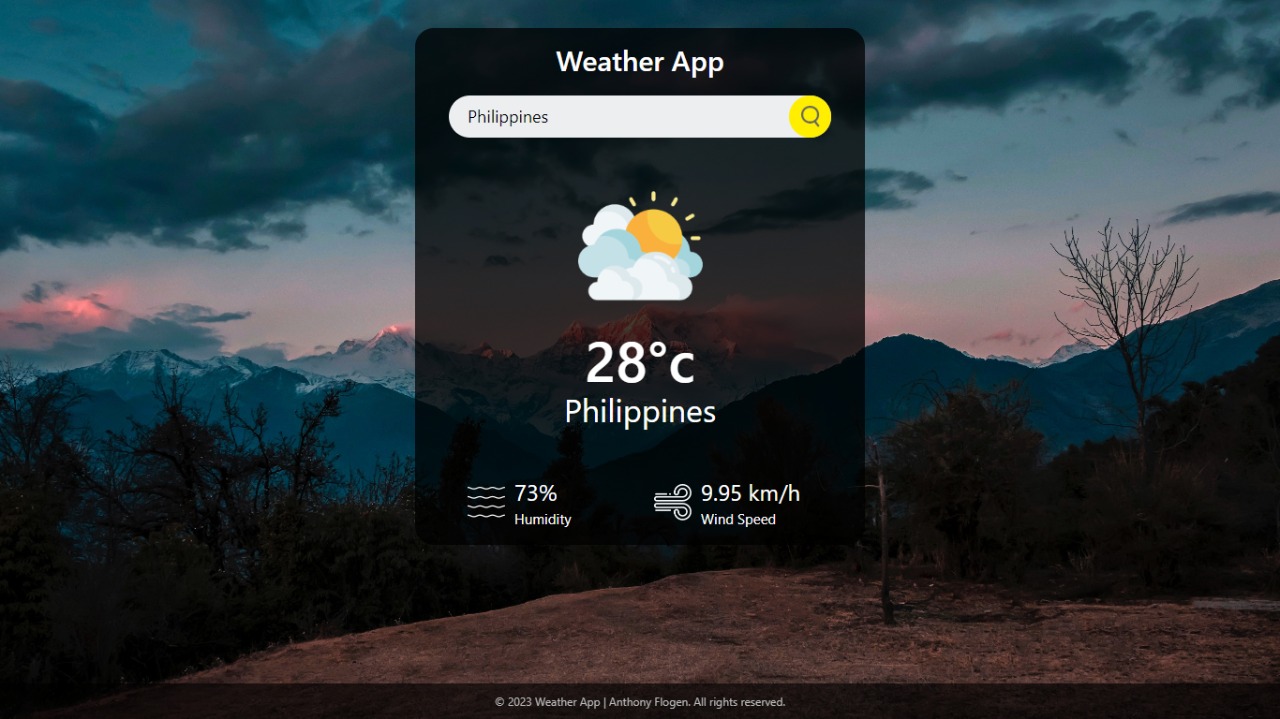 Weather App
Philippines
28°c
Philippines
73%
Humidity
9.95 km/h
Wind Speed
© 2023 Weather App | Anthony Flogen. All rights reserved.